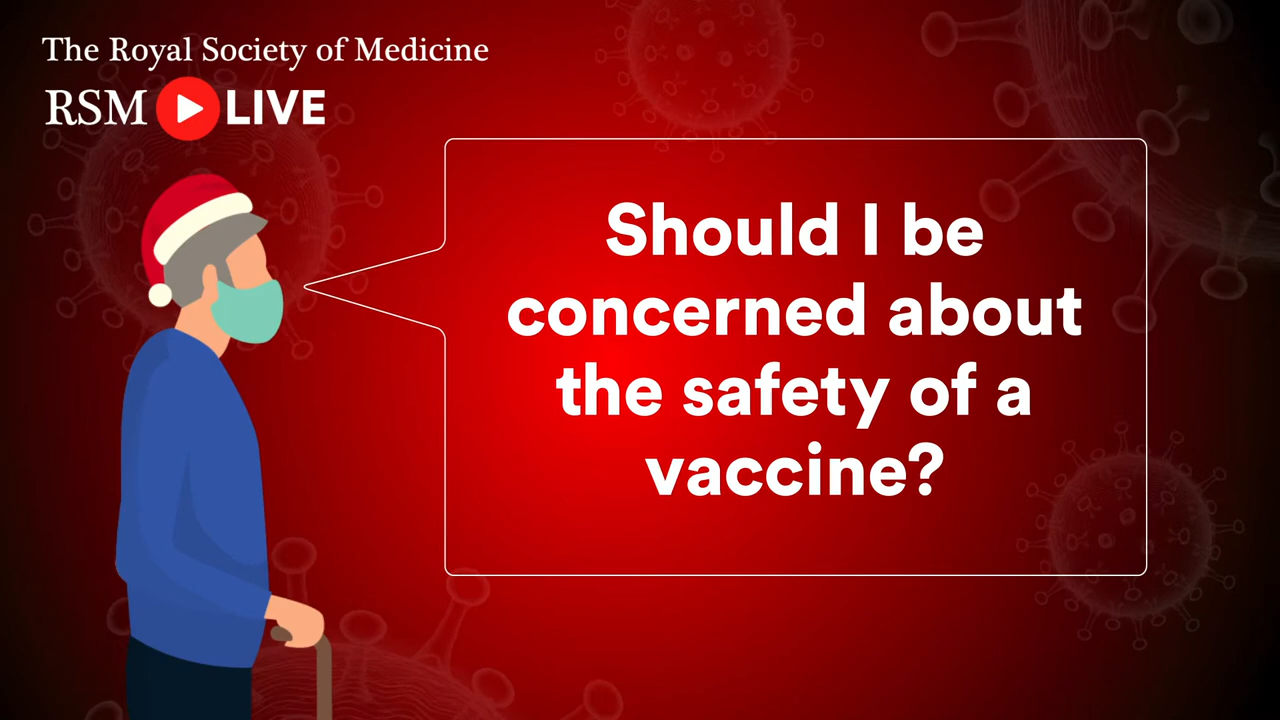 The Royal Society of Medicine
RSM LIVE
Should I be
concerned about
the safety of a
vaccine?